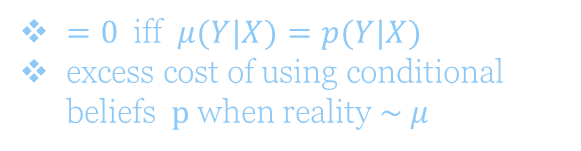 ❖ = 0 iff 𝜇(𝑌|𝑋) = 𝑝(𝑌|𝑋)
❖ excess cost of using conditional
beliefs p when reality ~ 𝜇